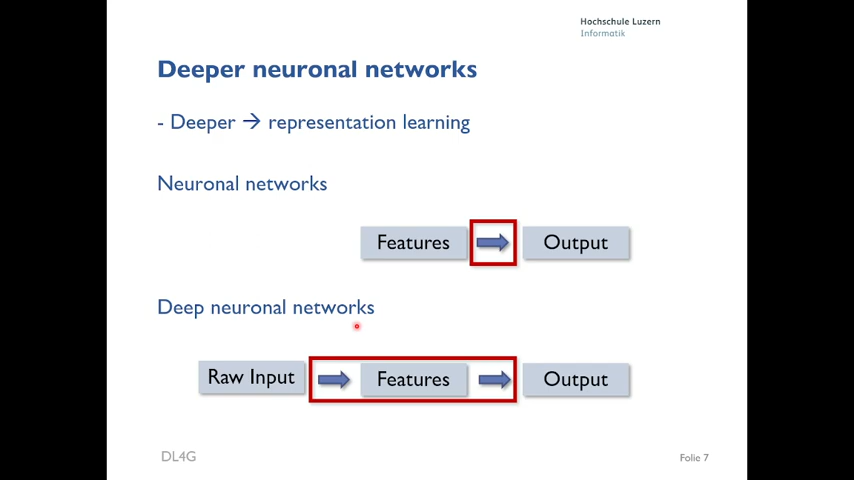 Hochschule Luzern
Informatik
Deeper neuronal networks
- Deeper → representation learning
Neuronal networks
Features
Output
Deep neuronal networks
Raw Input
Features
Output
DL4G
Folie 7